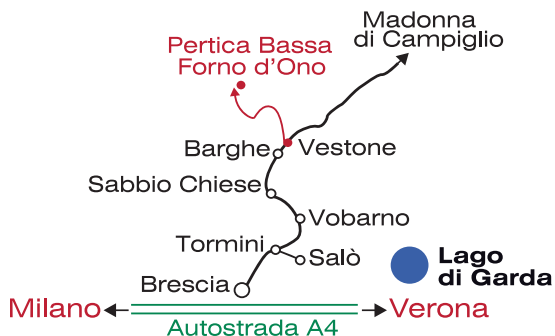 Madonna
di Campiglio
Pertica Bassa
Forno d'Ono
Barghe
Vestone
Sabbio Chiese
Vobarno
Tormini
Salò
Lago
di Garda
Brescia
Milano
Verona
Autostrada A4